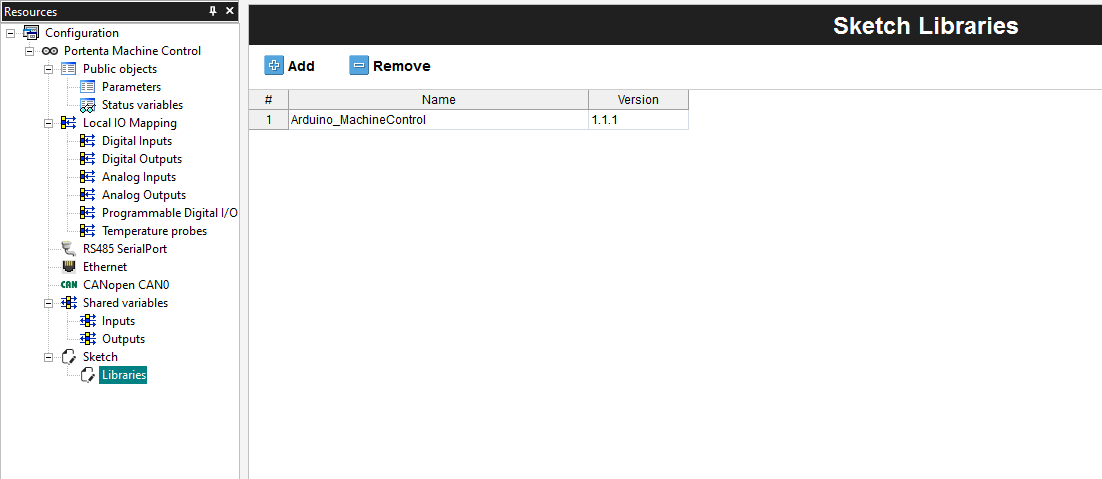 Resources
Configuration
Portenta Machine Control
Public objects
Parameters
Status variables
Local IO Mapping
Digital Inputs
Digital Outputs
Analog Inputs
Analog Outputs
Programmable Digital I/O
Temperature probes
RS485 SerialPort
Ethernet
CAN CANopen CAN0
Shared variables
Inputs
Outputs
Sketch
Libraries
Sketch Libraries
Add Remove
# Name Version
1 Arduino_MachineControl 1.1.1